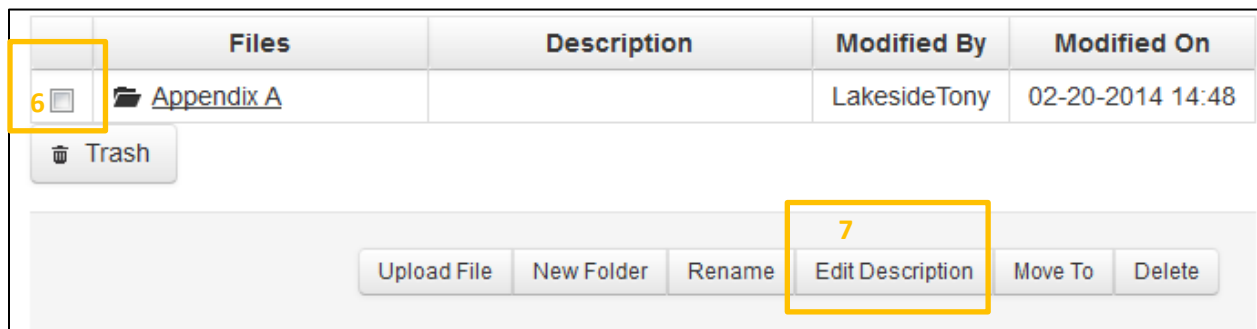 Files Description Modified By Modified On
6 Appendix A LakesideTony 02-20-2014 14:48
Trash
7
Upload File New Folder Rename Edit Description Move To Delete